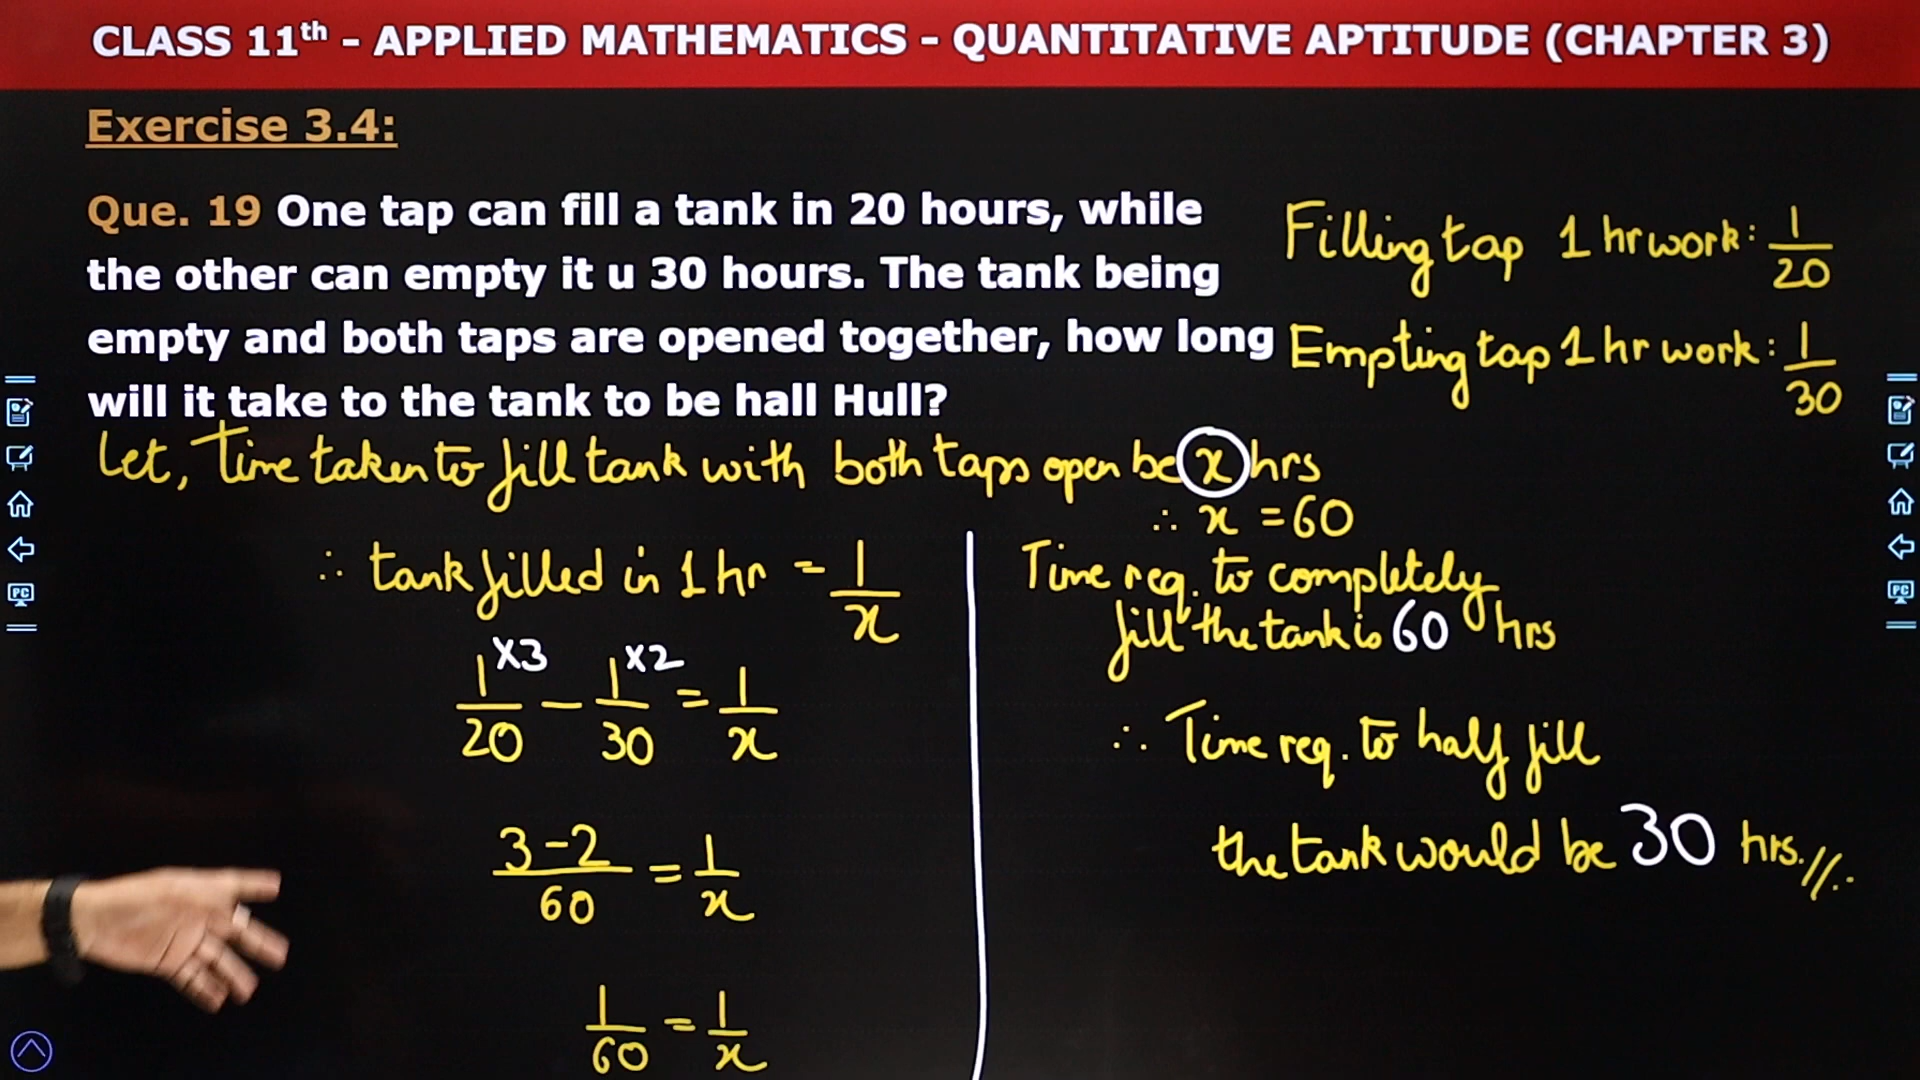 CLASS 11th - APPLIED MATHEMATICS - QUANTITATIVE APTITUDE (CHAPTER 3)
Exercise 3.4:
Que. 19 One tap can fill a tank in 20 hours, while
the other can empty it u 30 hours. The tank being
empty and both taps are opened together, how long
will it take to the tank to be hall Hull?
Filling tap 1 hr work : 1/20
Empting tap 1 hr work : 1/30
Let, Time taken to fill tank with both taps open be x hrs
∴ tank filled in 1 hr = 1/x
1×3/20 − 1×2/30 = 1/x
3-2/60 = 1/x
1/60 = 1/x
∴ x = 60
Time req. to completely
fill the tank is 60 hrs
∴ Time req. to half fill
the tank would be 30 hrs.//.
PC
PC